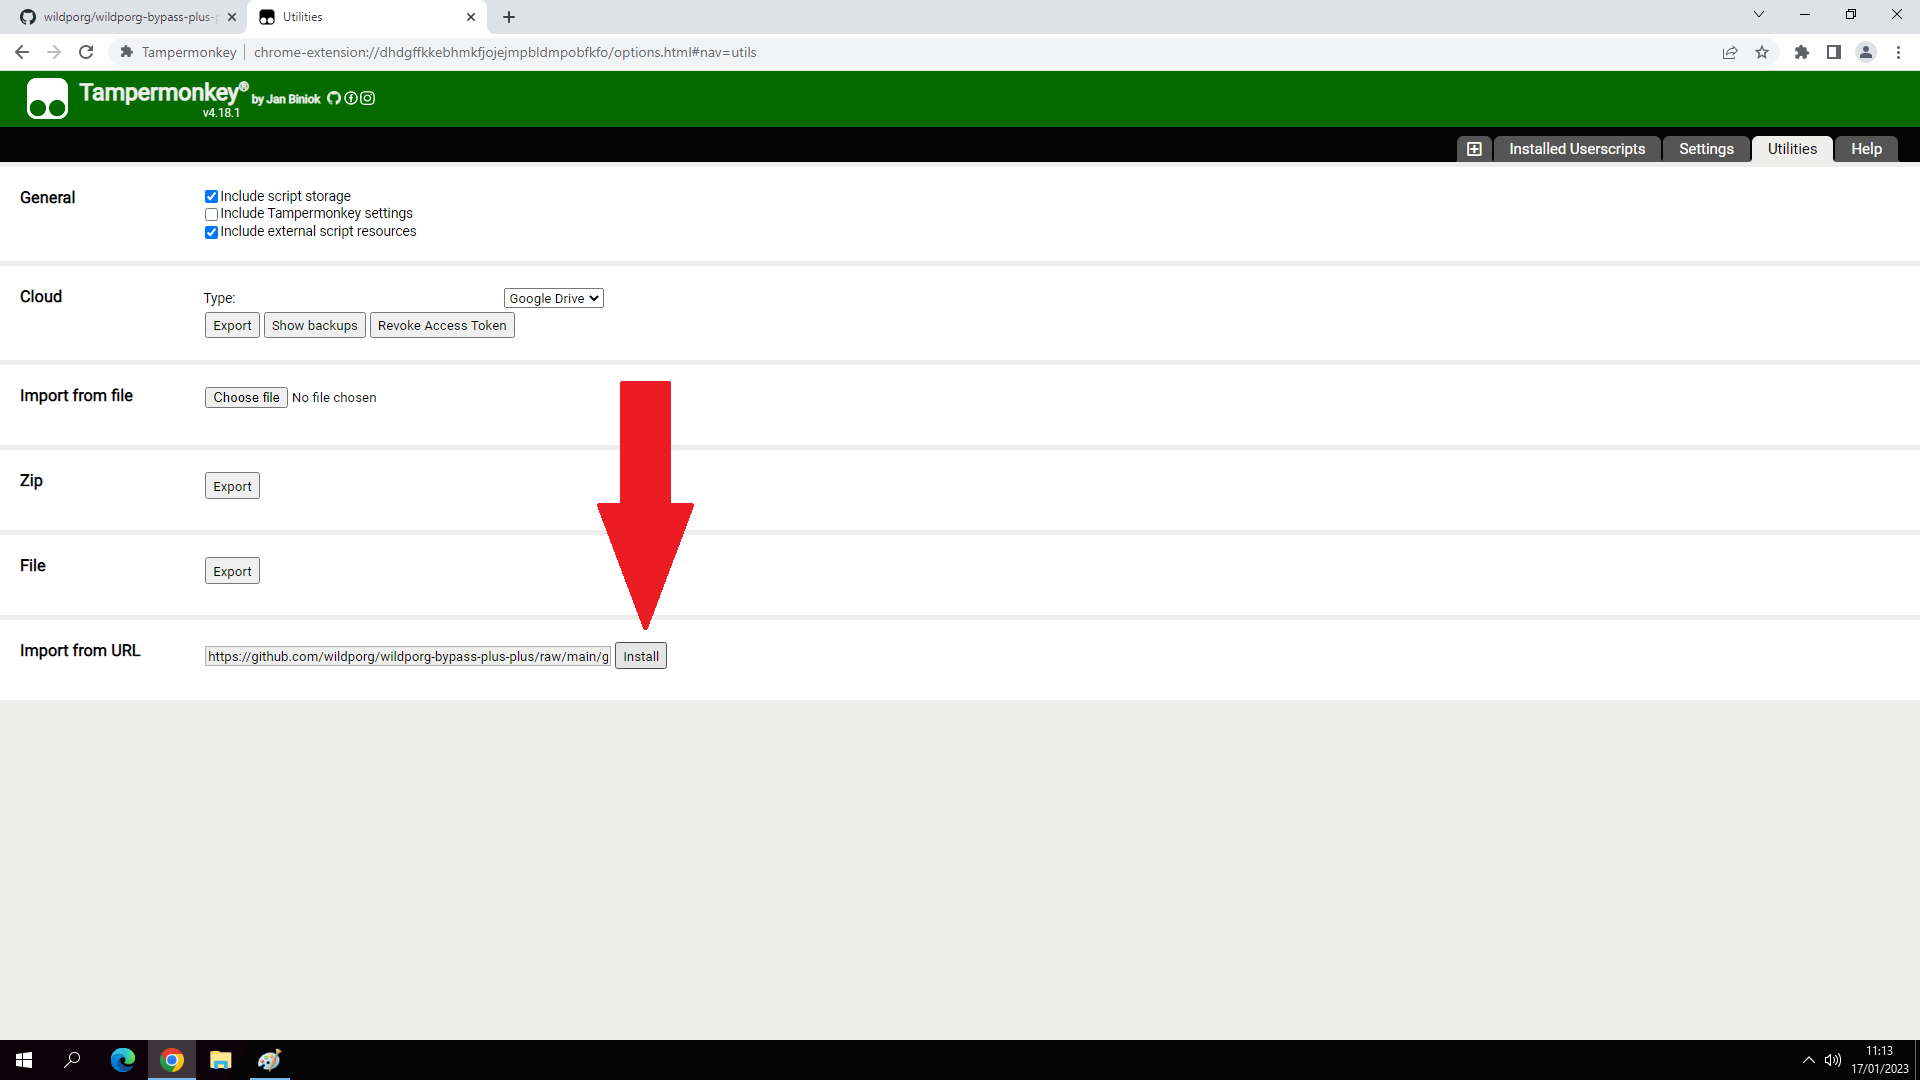 wildporg/wildporg-bypass-plus-p
Utilities
Tampermonkey
chrome-extension://dhdgffkkebhmkfjojejmpbldmpobfkfo/options.html#nav=utils
Tampermonkey® by Jan Biniok
v4.18.1
Installed Userscripts
Settings
Utilities
Help
General
Include script storage
Include Tampermonkey settings
Include external script resources
Cloud
Type:
Google Drive
Export
Show backups
Revoke Access Token
Import from file
Choose file
No file chosen
Zip
Export
File
Export
Import from URL
https://github.com/wildporg/wildporg-bypass-plus-plus/raw/main/g
Install
11:13
17/01/2023